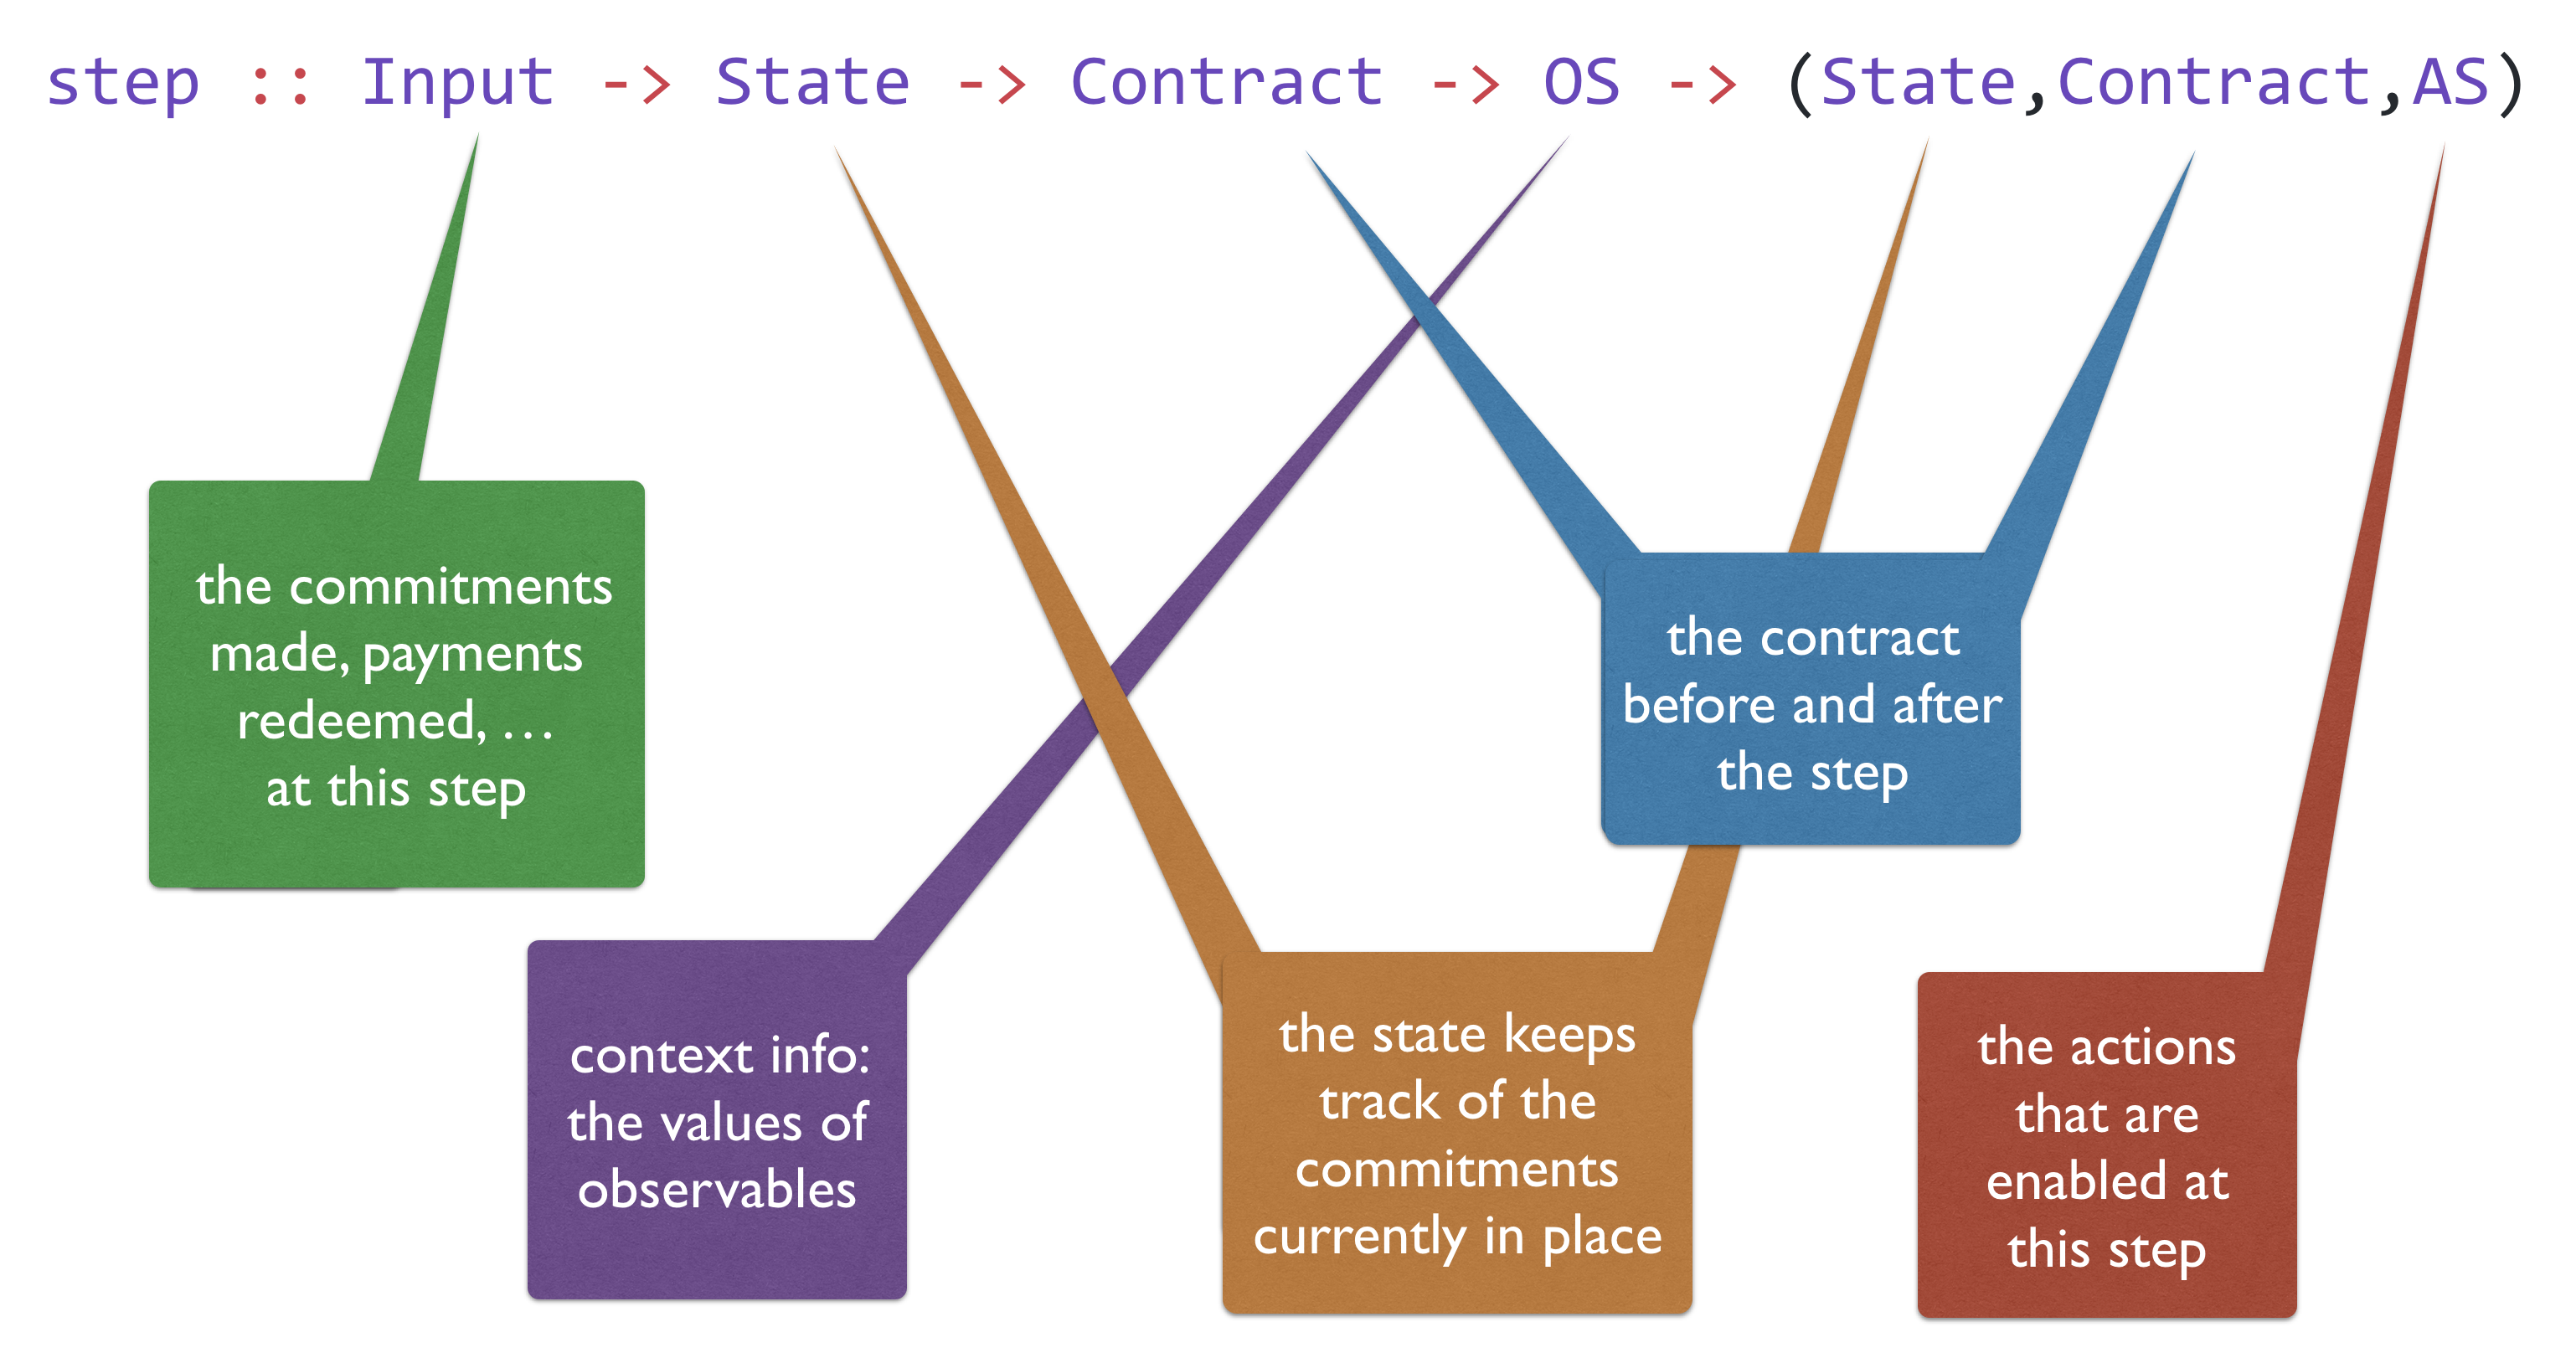 step :: Input -> State -> Contract -> OS -> (State,Contract,AS)
the commitments
made, payments
redeemed, …
at this step
context info:
the values of
observables
the state keeps
track of the
commitments
currently in place
the contract
before and after
the step
the actions
that are
enabled at
this step